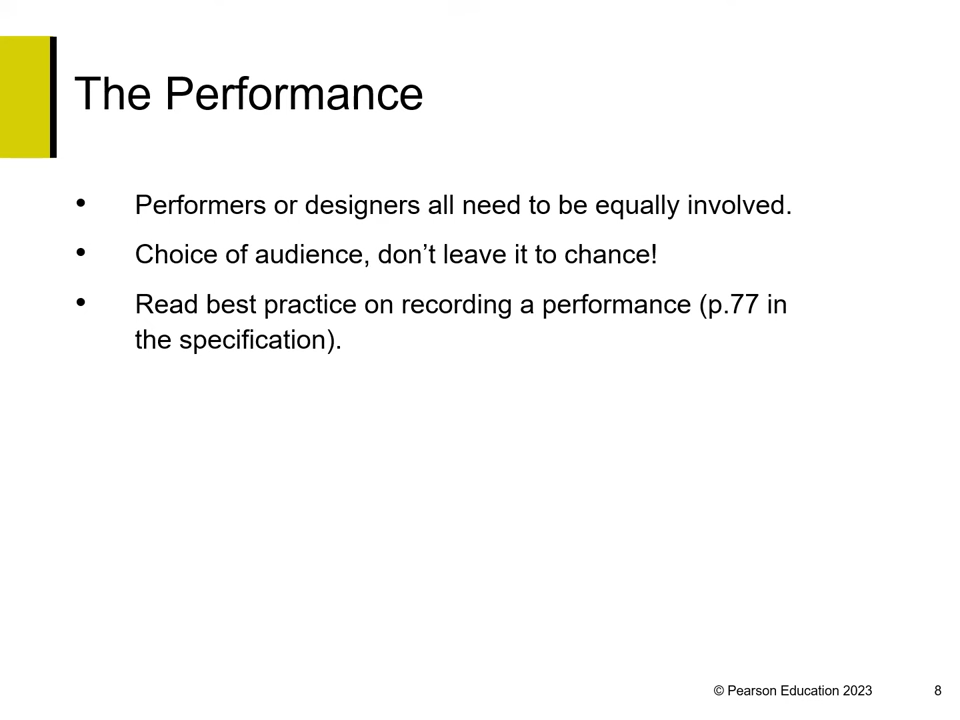 The Performance
• Performers or designers all need to be equally involved.
• Choice of audience, don’t leave it to chance!
• Read best practice on recording a performance (p.77 in
the specification).
© Pearson Education 2023 8